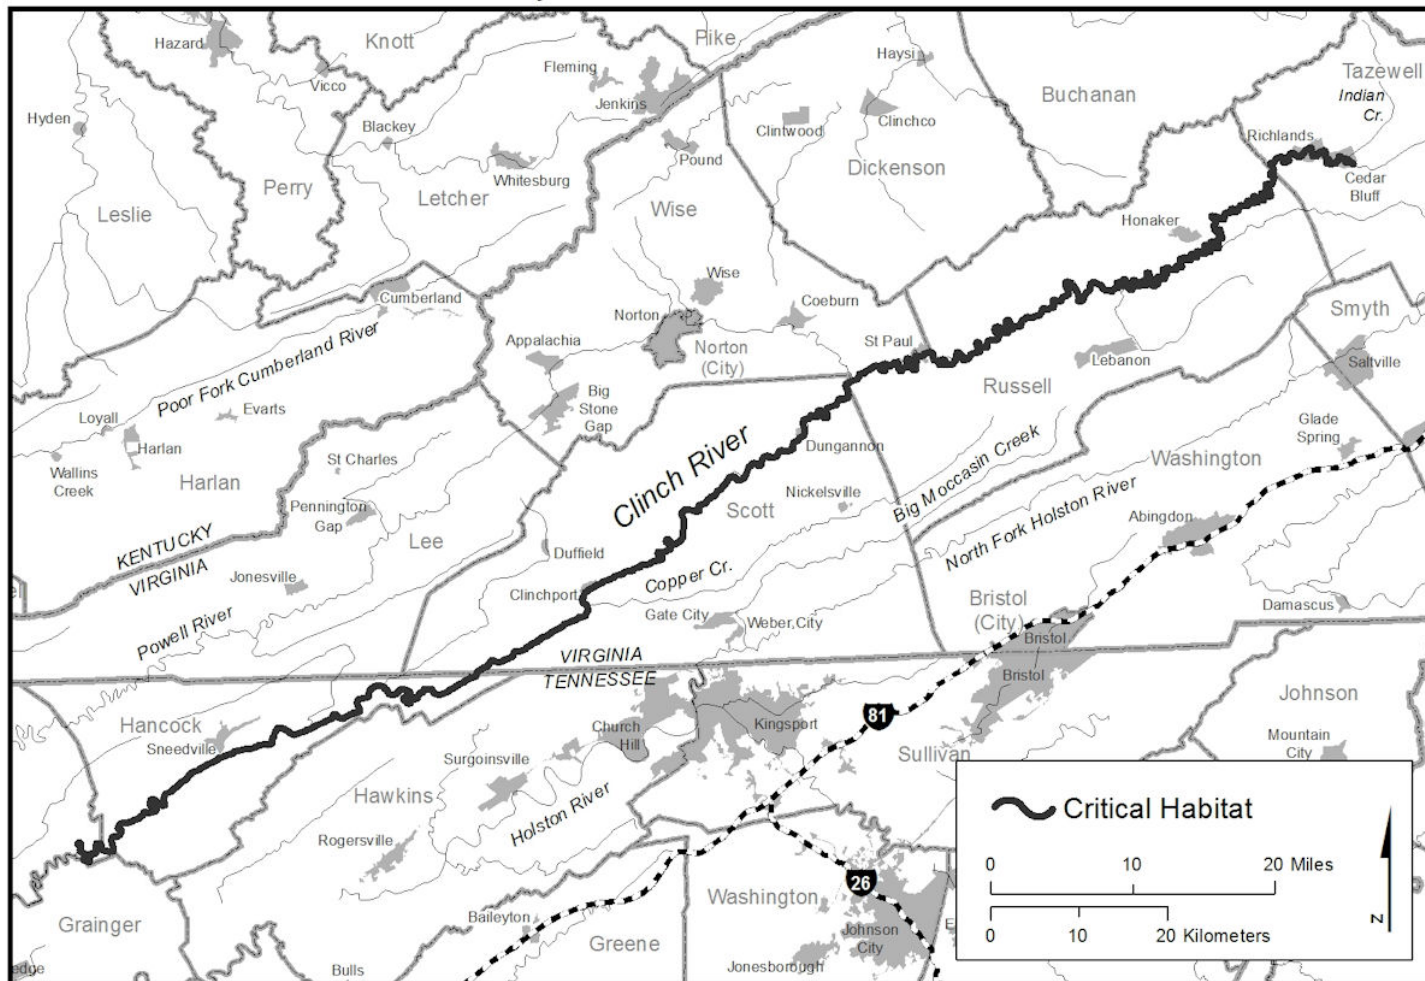 Hazard
Knott
Pike
Haysi
Tazewell
Indian
Cr.
Vicco
Fleming
Jenkins
Buchanan
Hyden
Blackey
Clintwood
Clinchco
Richlands
Pound
Dickenson
Cedar
Bluff
Perry
Letcher
Whitesburg
Leslie
Wise
Honaker
Cumberland
Wise
Norton
Coeburn
Smyth
Poor Fork Cumberland River
Appalachia
Norton
(City)
St Paul
Lebanon
Saltville
Russell
Big
Stone
Gap
Loyall
Evarts
Harlan
Wallins
Creek
St Charles
Harlan
Clinch River
Dungannon
Glade
Spring
Washington
Big Moccasin Creek
Pennington
Gap
Lee
Scott
Nickelsville
North Fork Holston River
Abingdon
KENTUCKY
VIRGINIA
Duffield
Jonesville
Clinchport
Copper Cr.
Powell River
Gate City
Weber City
Bristol
(City)
Bristol
Damascus
VIRGINIA
TENNESSEE
Bristol
Johnson
Hancock
Sneedville
Church
Hill
Kingsport
81
Mountain
City
Surgoinsville
Sullivan
Hawkins
Holston River
Rogersville
Critical Habitat
0 10 20 Miles
0 10 20 Kilometers
N
26
Washington
Grainger
Baileyton
Greene
Johnson
City
E
Jonesborough
Bulls
edge
el